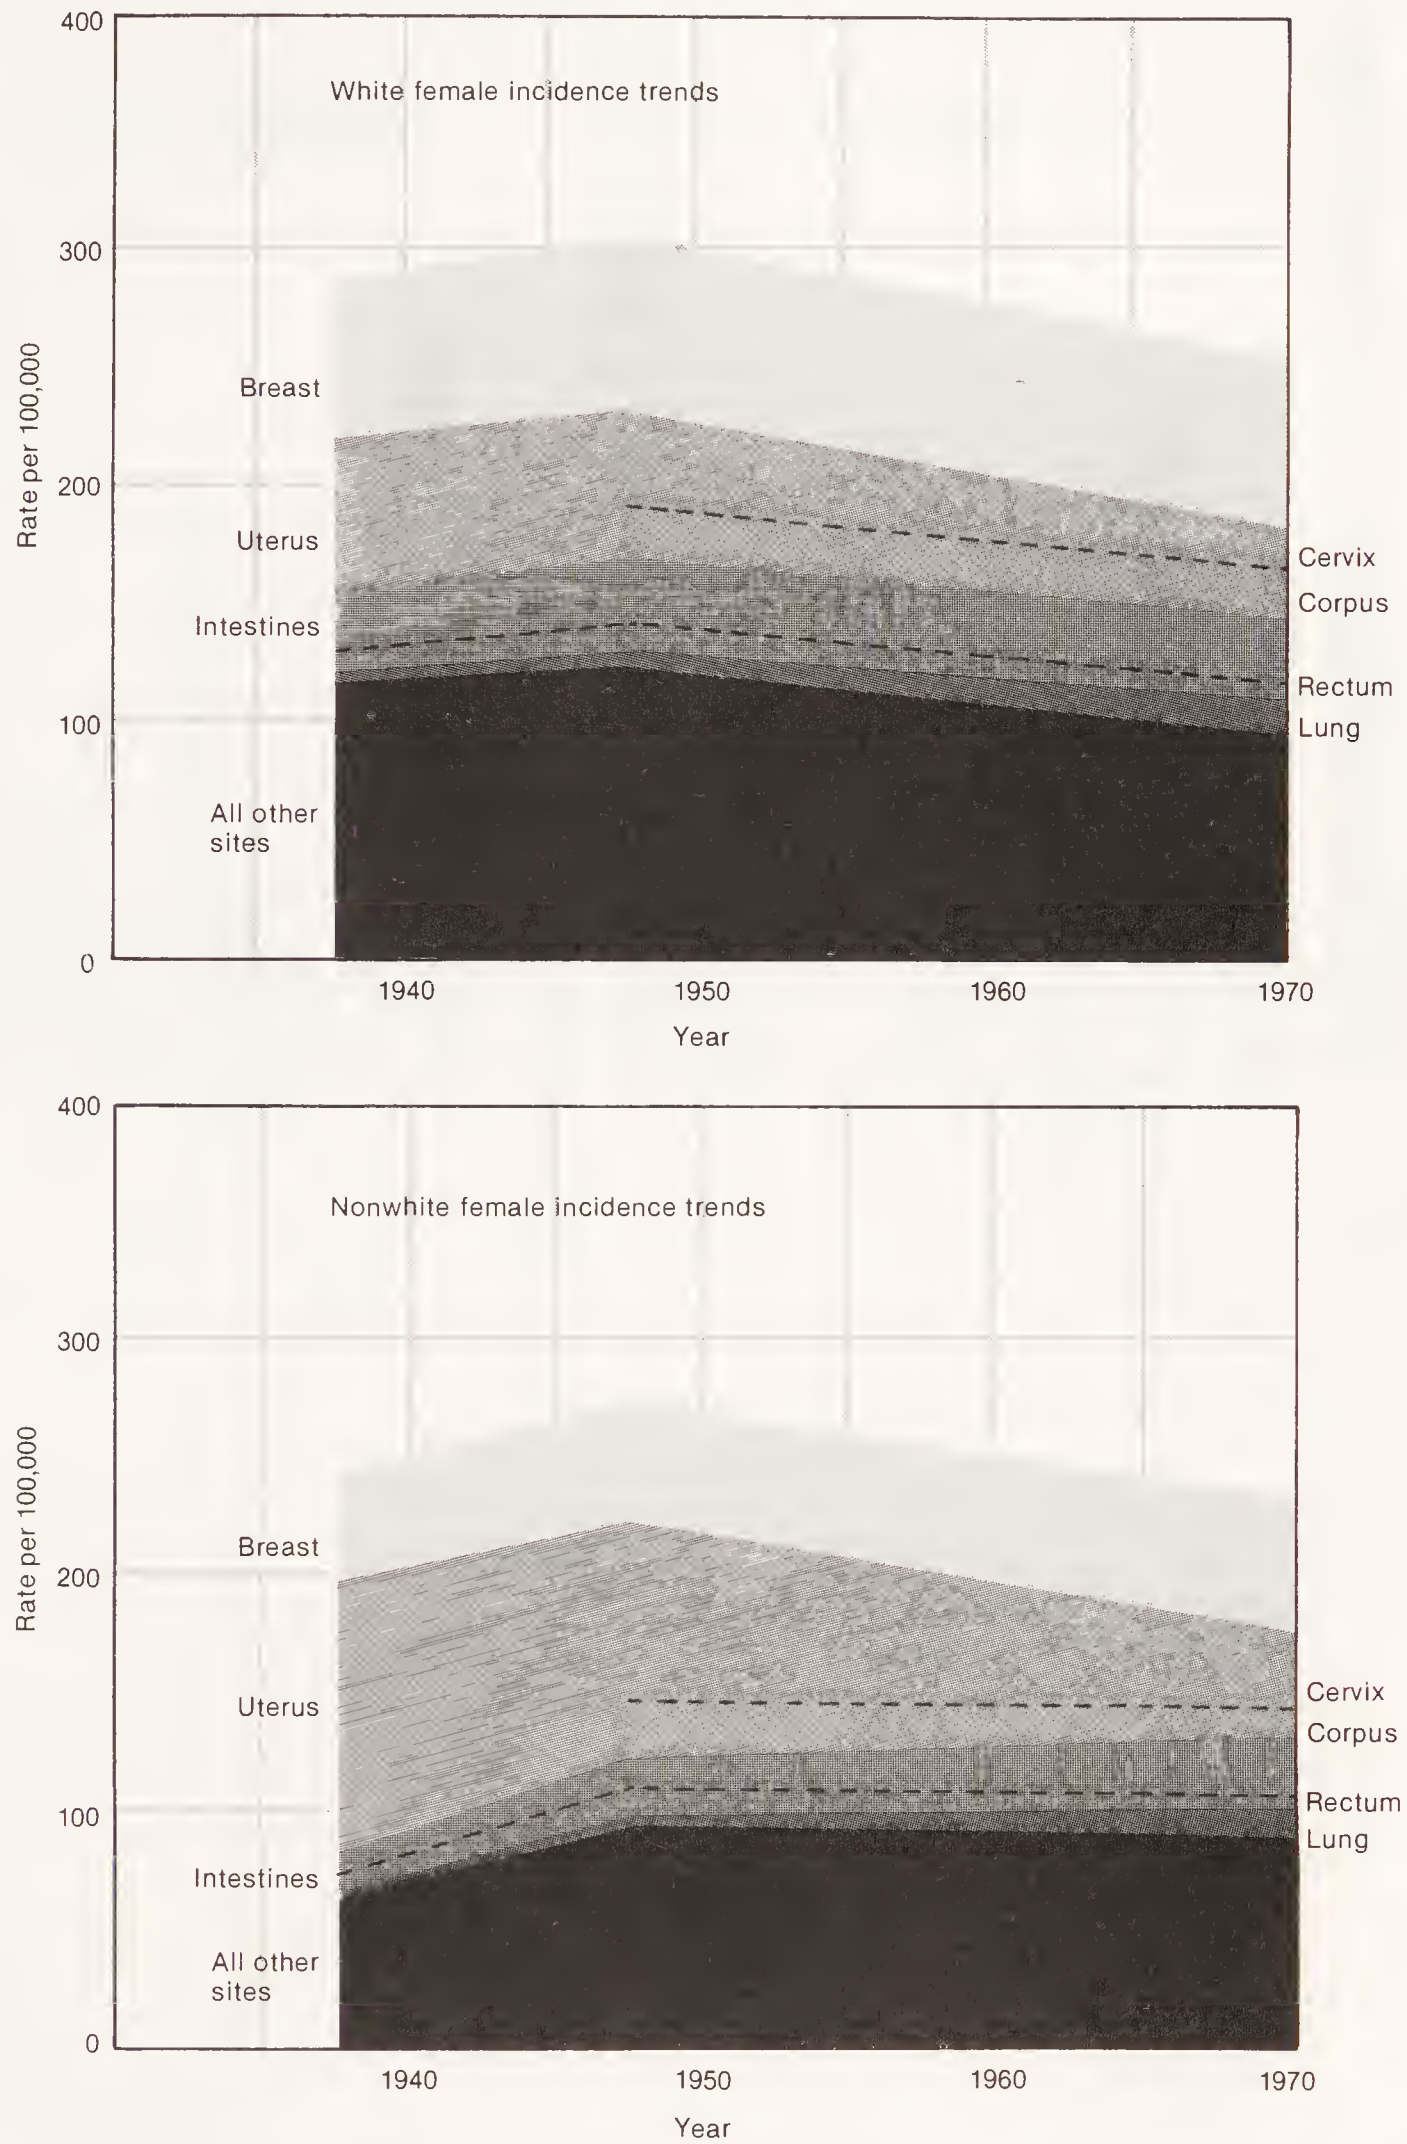 400
White female incidence trends
300
Breast
200
Uterus
Cervix
Corpus
Intestines
Rectum
100
Lung
All other
sites
0
Rate per 100,000
1940 1950 1960 1970
Year
400
Nonwhite female incidence trends
300
Breast
200
Uterus
Cervix
Corpus
100
Rectum
Lung
Intestines
All other
sites
0
Rate per 100,000
1940 1950 1960 1970
Year